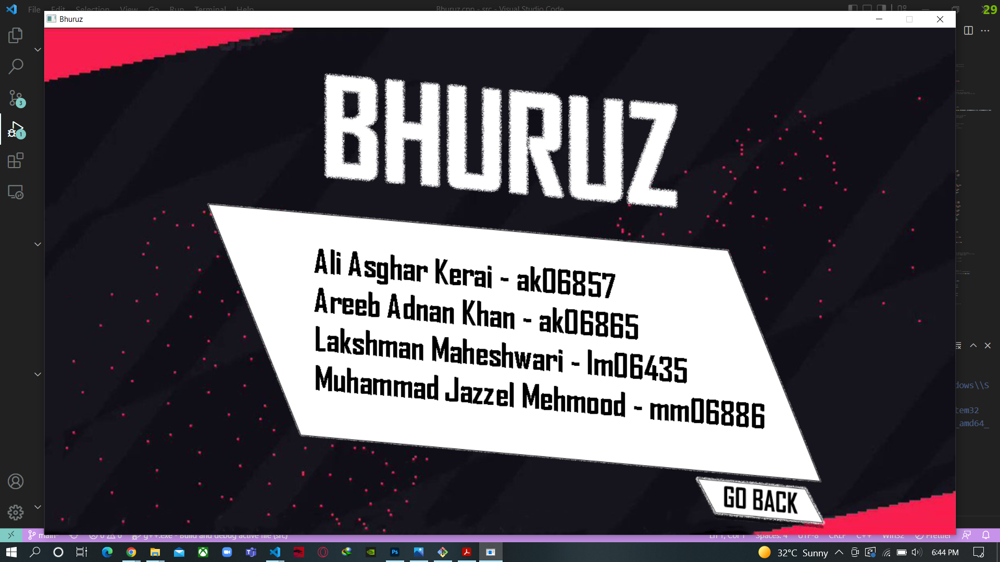 File Edit Selection View Go Run Terminal Help
Bhuruz.cpp - src - Visual Studio Code
29
Bhuruz
3
1
BHURUZ
Ali Asghar Kerai - ak06857
Areeb Adnan Khan - ak06865
Lakshman Maheshwari - lm06435
Muhammad Jazzel Mehmood - mm06886
dows\\S
tem32
_amd64_
GO BACK
main 0 0 g++.exe - Build and debug active file (src)
Ln 1, Col 1 Spaces: 4 UTF-8 CRLF C++ Win32 Prettier
Ps
32°C Sunny
6:44 PM